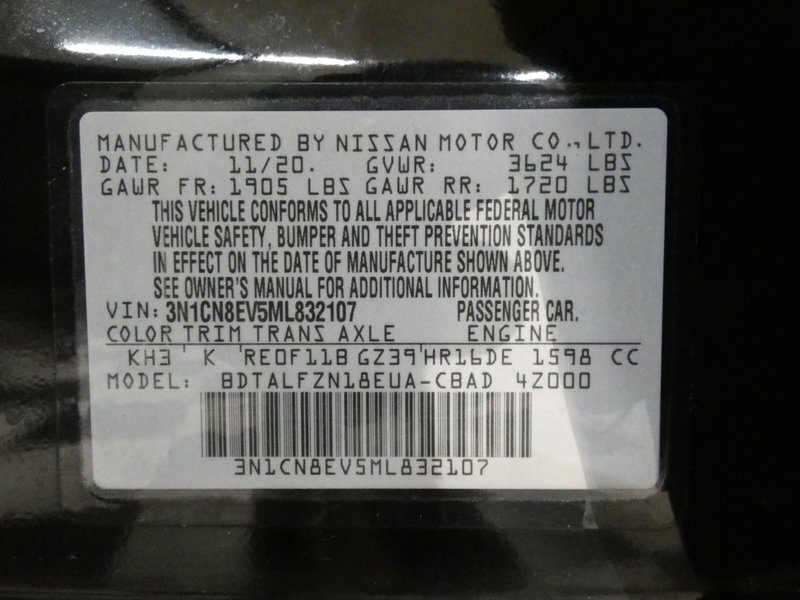 MANUFACTURED BY NISSAN MOTOR CO.,LTD.
DATE: 11/20. GVWR: 3624 LBS
GAWR FR: 1905 LBS GAWR RR: 1720 LBS
THIS VEHICLE CONFORMS TO ALL APPLICABLE FEDERAL MOTOR
VEHICLE SAFETY, BUMPER AND THEFT PREVENTION STANDARDS
IN EFFECT ON THE DATE OF MANUFACTURE SHOWN ABOVE.
SEE OWNER'S MANUAL FOR ADDITIONAL INFORMATION.
VIN: 3N1CN8EV5ML832107 PASSENGER CAR.
COLOR TRIM TRANS AXLE ENGINE
KH3 K RE0F11B GZ39 HR16DE 1598 CC
MODEL: BDTALFZN18EUA-CBAD 4Z000
3N1CN8EV5ML832107